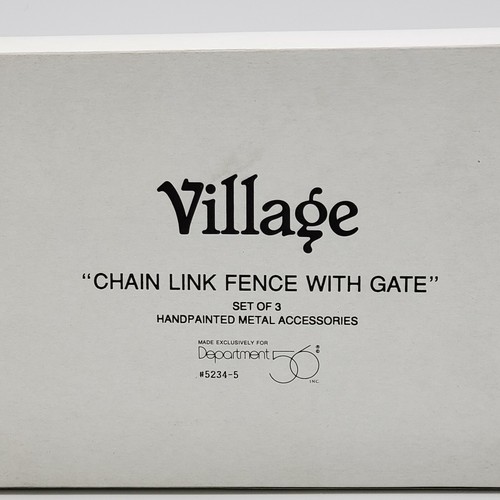 Village
"CHAIN LINK FENCE WITH GATE"
SET OF 3
HANDPAINTED METAL ACCESSORIES
MADE EXCLUSIVELY FOR
Department 56®
INC.
#5234-5